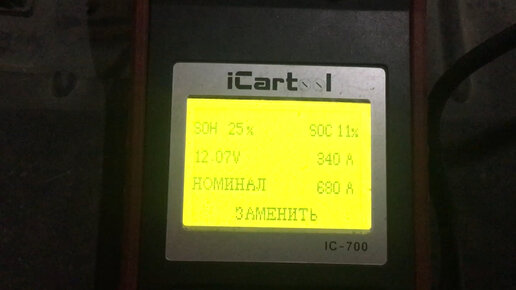 iCartool
SOH 25% SOC 11%
12.07V 340 A
НОМИНАЛ 680 A
ЗАМЕНИТЬ
IC-700